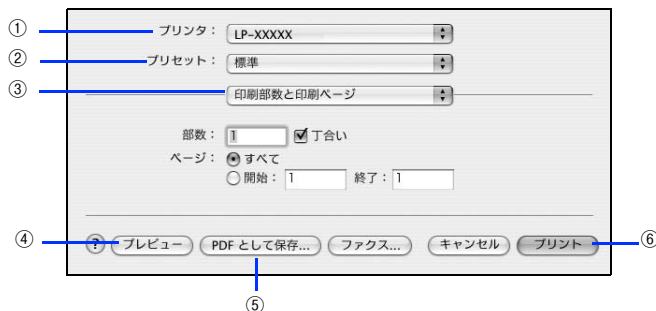 ① プリンタ： LP-XXXXX
② プリセット： 標準
③ 印刷部数と印刷ページ
部数： 1 丁合い
ページ： すべて
開始： 1 終了： 1
④ ? プレビュー PDF として保存... ファクス... キャンセル プリント ⑥
⑤